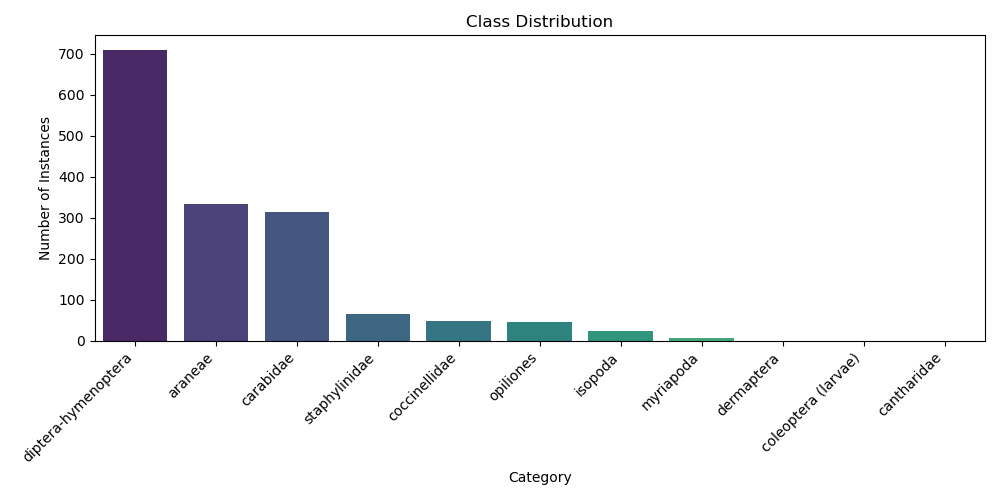 Class Distribution
Number of Instances
700
600
500
400
300
200
100
0
diptera-hymenoptera
araneae
carabidae
staphylinidae
coccinellidae
opiliones
isopoda
myriapoda
dermaptera
coleoptera (larvae)
cantharidae
Category